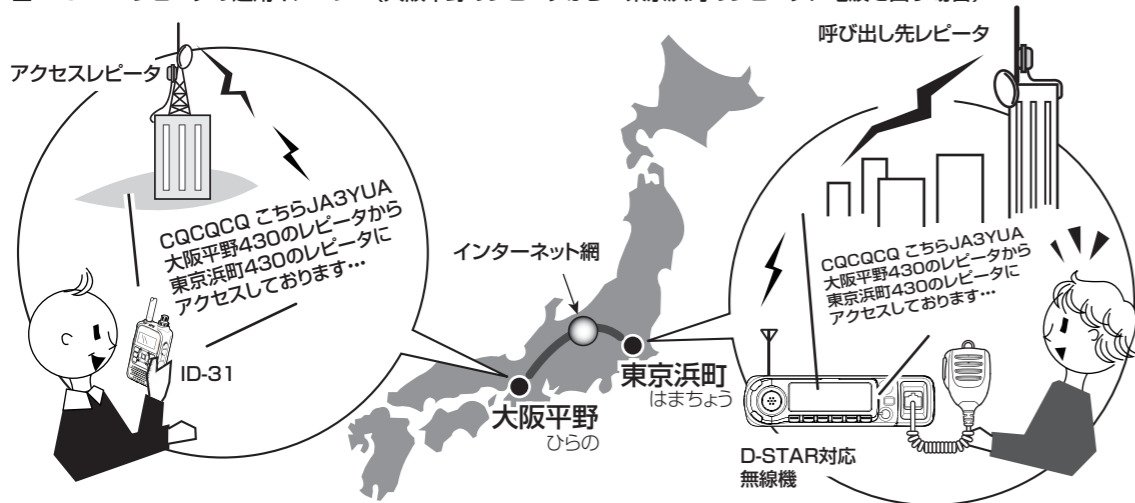 アクセスレピータ
CQCQCQ こちらJA3YUA
大阪平野430のレピータから
東京浜町430のレピータに
アクセスしております…
ID-31
インターネット網
大阪平野
ひらの
東京浜町
はまちょう
呼び出し先レピータ
CQCQCQ こちらJA3YUA
大阪平野430のレピータから
東京浜町430のレピータに
アクセスしております…
D-STAR対応
無線機